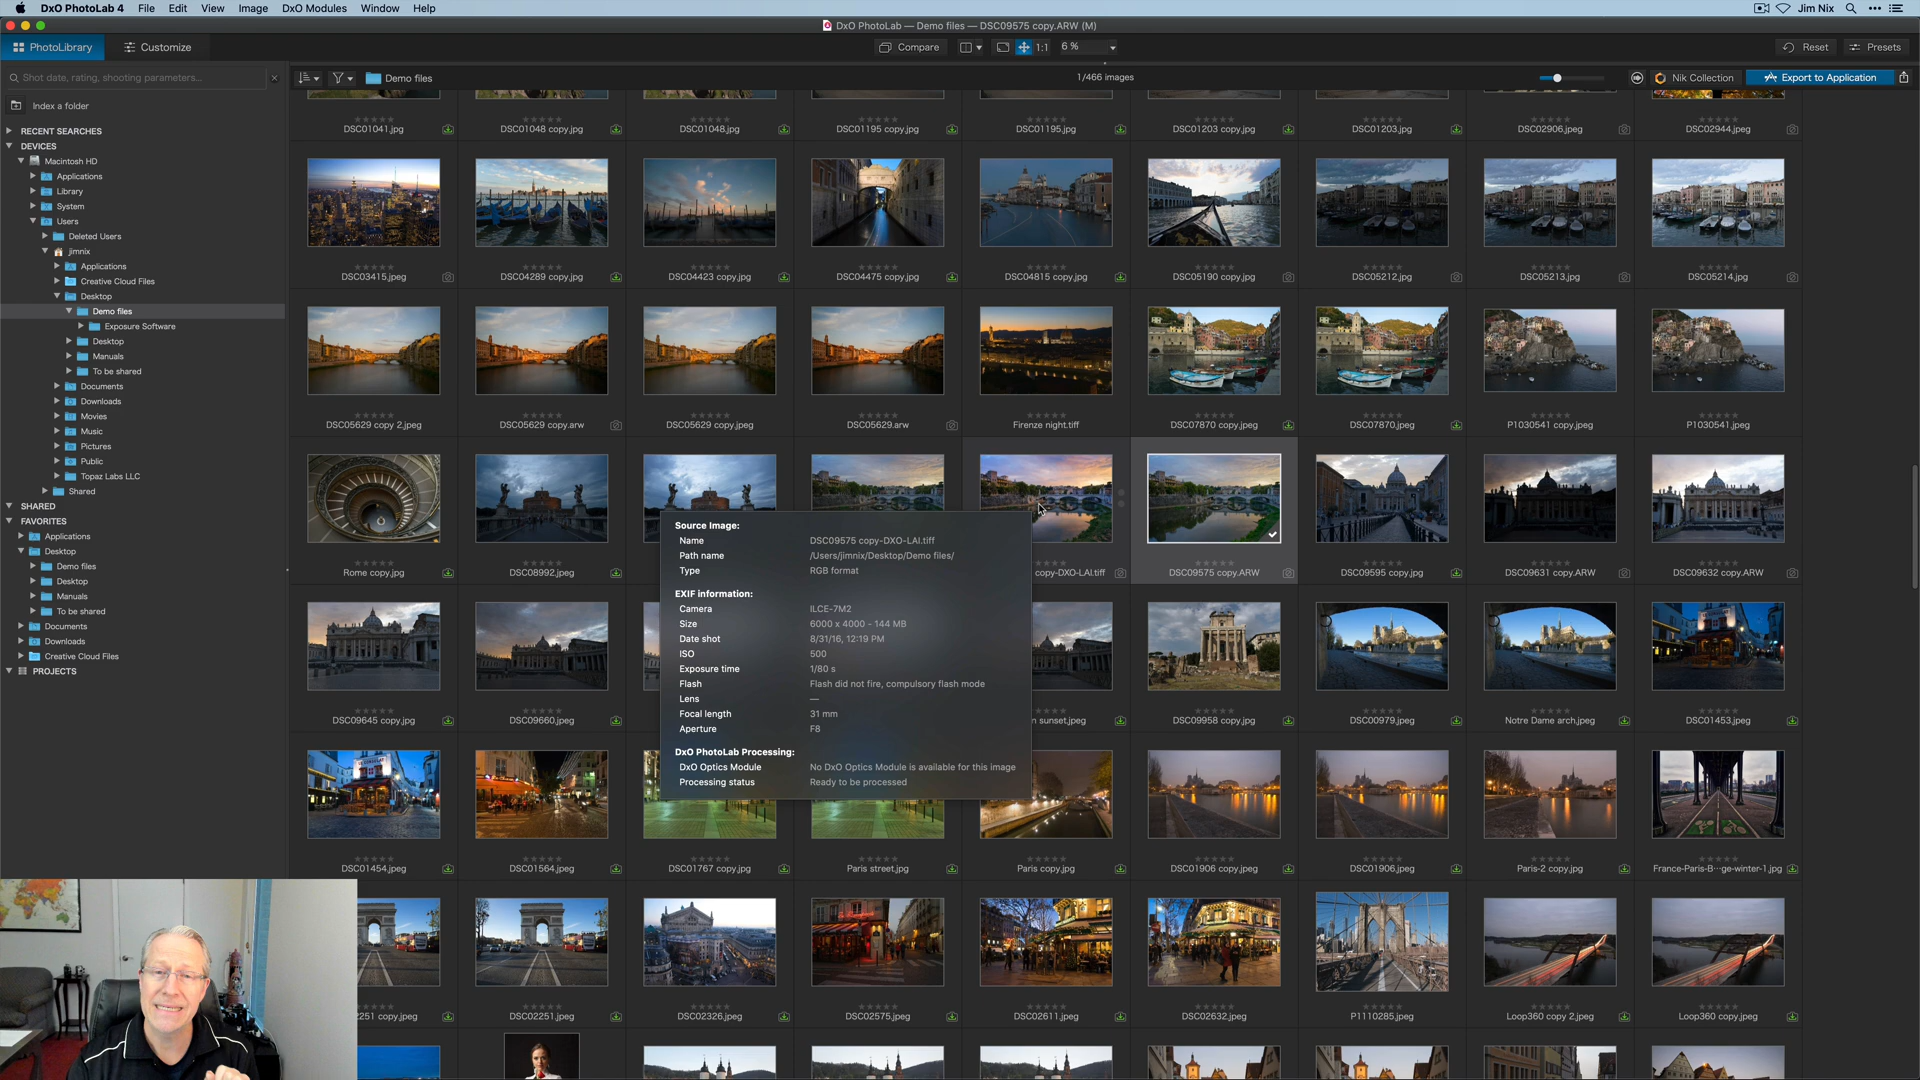 DxO PhotoLab 4 File Edit View Image DxO Modules Window Help Jim Nix
DxO PhotoLab — Demo files — DSC09575 copy.ARW (M)
PhotoLibrary Customize Compare 1:1 6 % Reset Presets
Shot date, rating, shooting parameters... Demo files 1/466 images Nik Collection Export to Application
Index a folder
RECENT SEARCHES
DEVICES
Macintosh HD
Applications
Library
System
Users
Deleted Users
jimnix
Applications
Creative Cloud Files
Desktop
Demo files
Exposure Software
Desktop
Manuals
To be shared
Documents
Downloads
Movies
Music
Pictures
Public
Topaz Labs LLC
Shared
SHARED
FAVORITES
Applications
Desktop
Demo files
Desktop
Manuals
To be shared
Documents
Downloads
Creative Cloud Files
PROJECTS
DSC01041.jpg DSC01048 copy.jpg DSC01048.jpg DSC01195 copy.jpg DSC01195.jpg DSC01203 copy.jpg DSC01203.jpg DSC02906.jpeg DSC02944.jpeg
DSC03415.jpeg DSC04289 copy.jpg DSC04423 copy.jpg DSC04475 copy.jpg DSC04815 copy.jpg DSC05190 copy.jpg DSC05212.jpg DSC05213.jpg DSC05214.jpg
DSC05629 copy 2.jpeg DSC05629 copy.arw DSC05629 copy.jpeg DSC05629.arw Firenze night.tiff DSC07870 copy.jpeg DSC07870.jpeg P1030541 copy.jpeg P1030541.jpeg
Rome copy.jpg DSC08992.jpeg copy-DXO-LAI.tiff DSC09575 copy.ARW DSC09595 copy.jpg DSC09631 copy.ARW DSC09632 copy.ARW
Source Image:
Name DSC09575 copy-DXO-LAI.tiff
Path name /Users/jimnix/Desktop/Demo files/
Type RGB format
EXIF information:
Camera ILCE-7M2
Size 6000 x 4000 - 144 MB
Date shot 8/31/16, 12:19 PM
ISO 500
Exposure time 1/80 s
Flash Flash did not fire, compulsory flash mode
Lens —
Focal length 31 mm
Aperture F8
DxO PhotoLab Processing:
DxO Optics Module No DxO Optics Module is available for this image
Processing status Ready to be processed
DSC09645 copy.jpg DSC09660.jpeg n sunset.jpeg DSC09958 copy.jpg DSC00979.jpeg Notre Dame arch.jpeg DSC01453.jpeg
DSC01454.jpeg DSC01564.jpeg DSC01767 copy.jpg Paris street.jpg Paris copy.jpg DSC01906 copy.jpeg DSC01906.jpeg Paris-2 copy.jpeg France-Paris-B···ge-winter-1.jpg
2251 copy.jpeg DSC02251.jpeg DSC02326.jpeg DSC02575.jpeg DSC02611.jpeg DSC02632.jpeg P1110285.jpeg Loop360 copy 2.jpeg Loop360 copy.jpeg